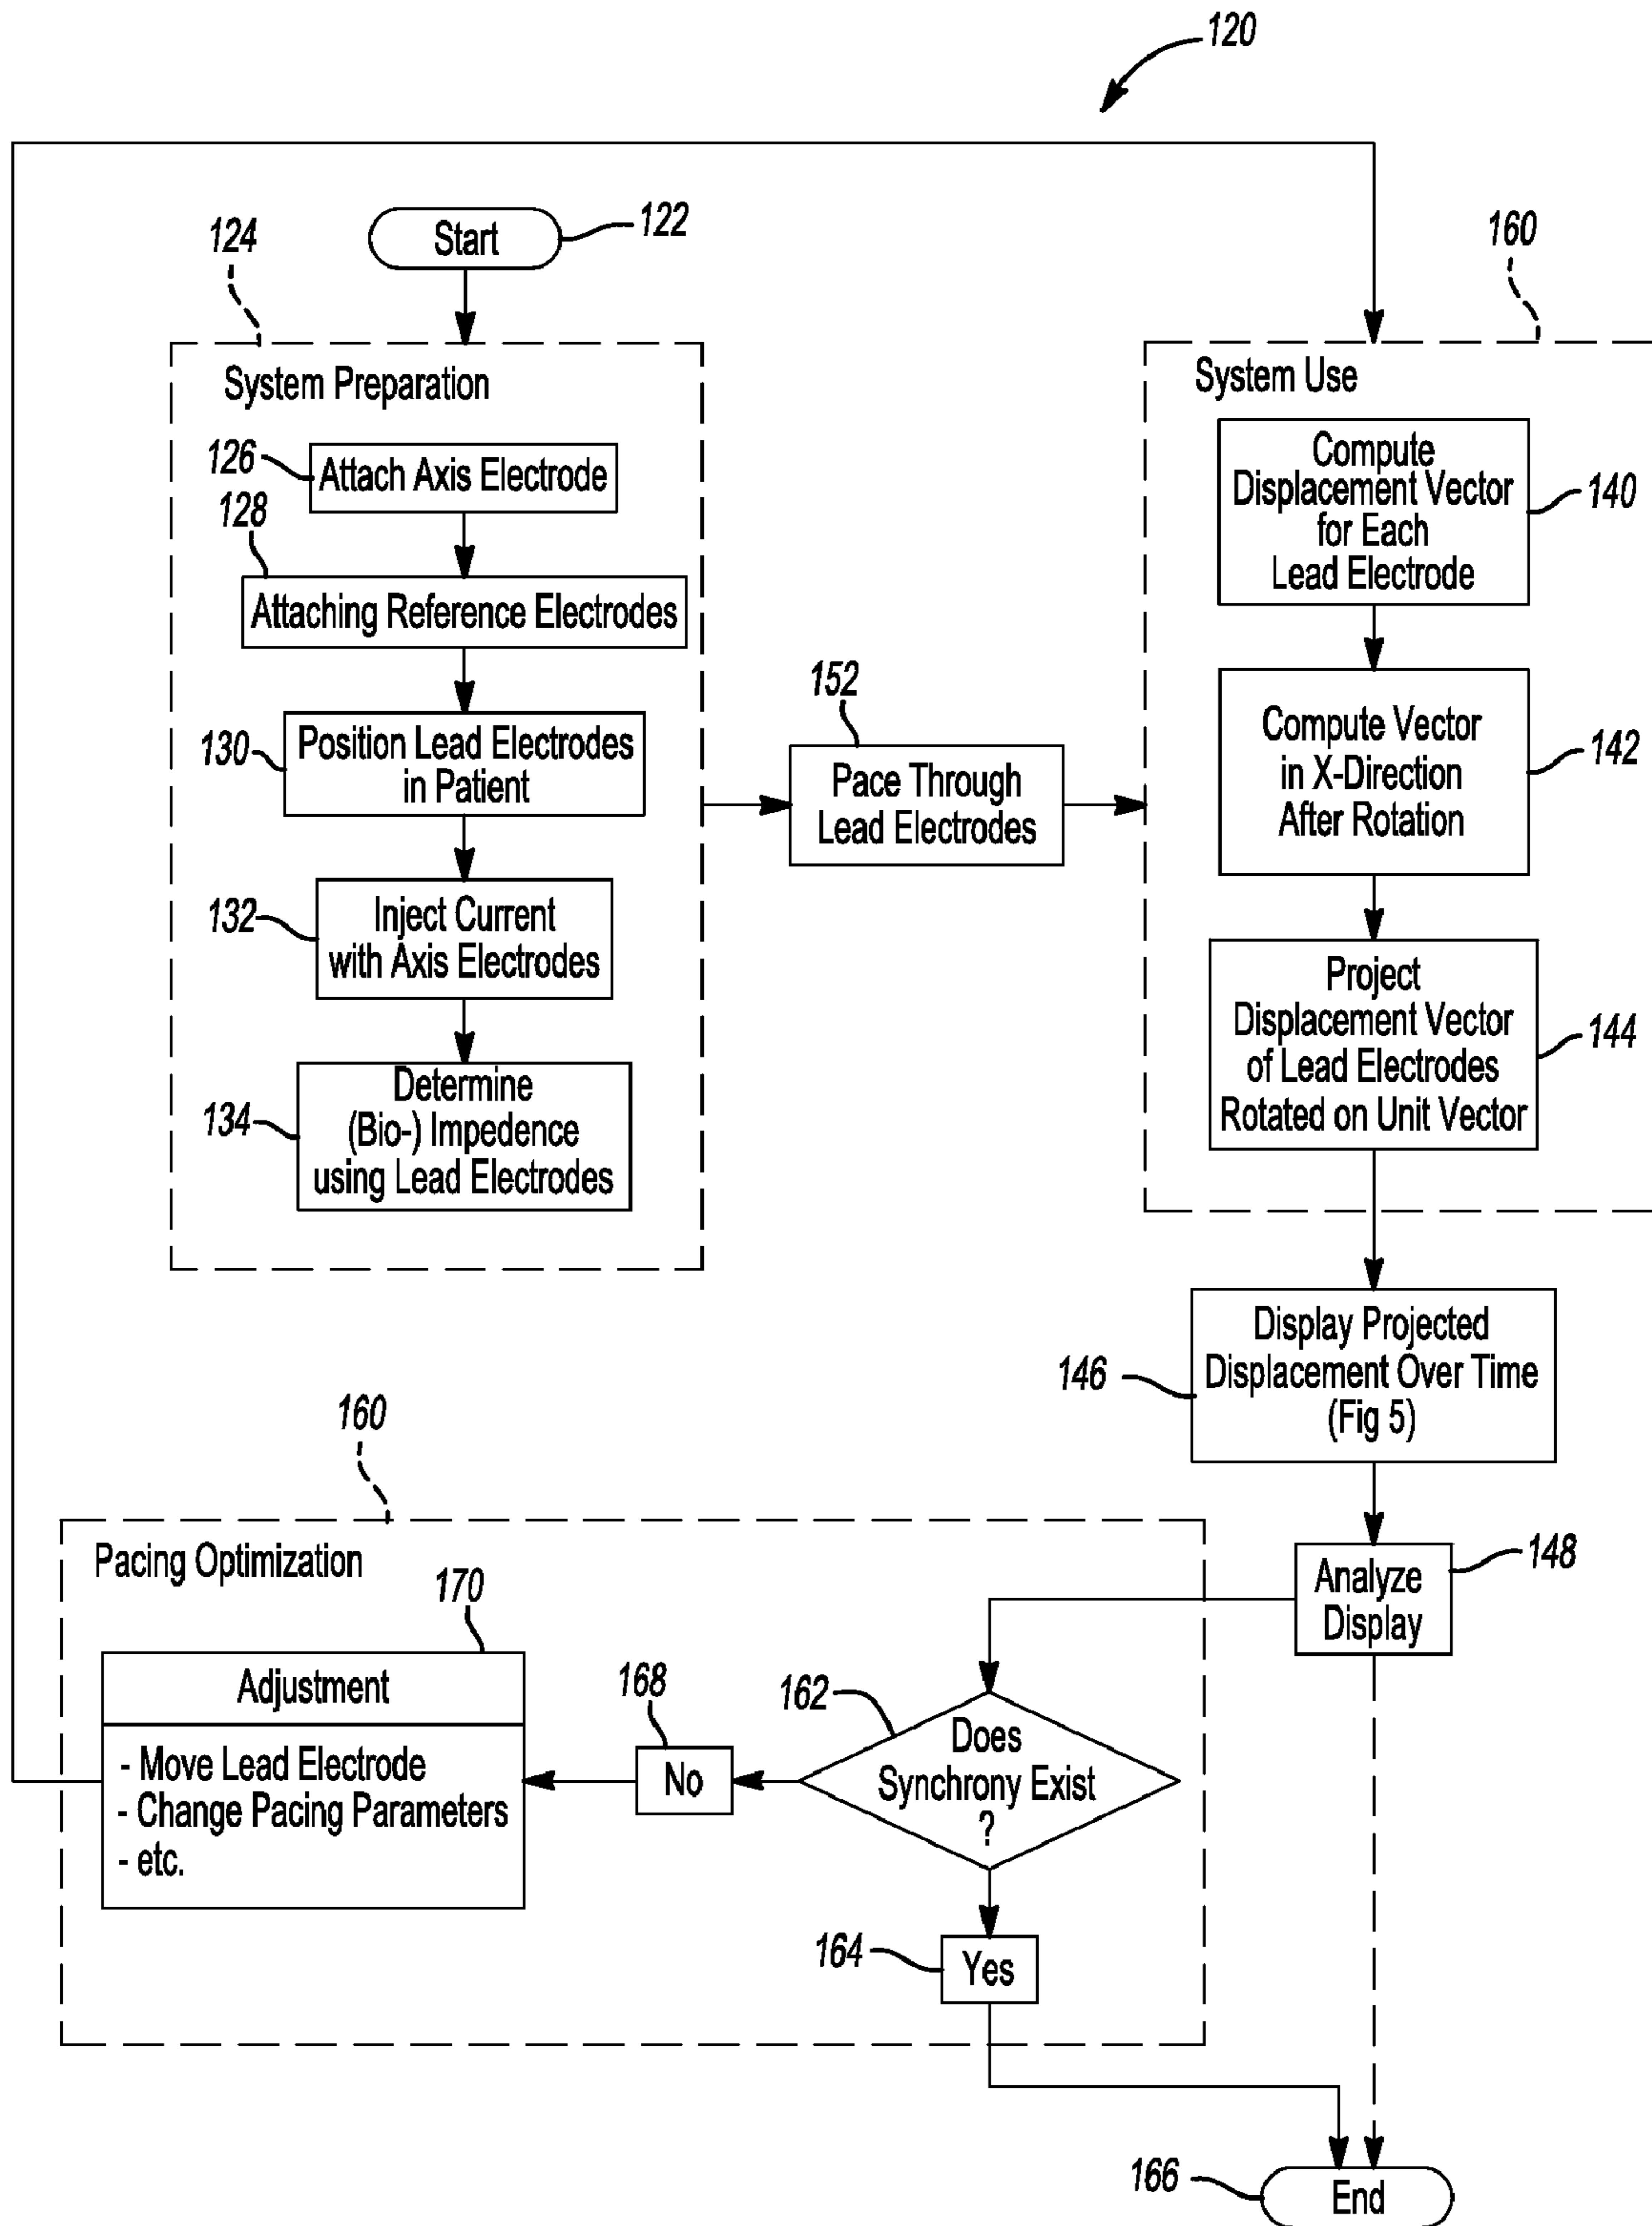 120
Start
122
124
System Preparation
126
Attach Axis Electrode
128
Attaching Reference Electrodes
130
Position Lead Electrodes
in Patient
132
Inject Current
with Axis Electrodes
134
Determine
(Bio-) Impedence
using Lead Electrodes
152
Pace Through
Lead Electrodes
160
System Use
Compute
Displacement Vector
for Each
Lead Electrode
140
Compute Vector
in X-Direction
After Rotation
142
Project
Displacement Vector
of Lead Electrodes
Rotated on Unit Vector
144
146
Display Projected
Displacement Over Time
(Fig 5)
148
Analyze
Display
160
Pacing Optimization
170
Adjustment
- Move Lead Electrode
- Change Pacing Parameters
- etc.
168
No
162
Does
Synchrony Exist
?
164
Yes
166
End